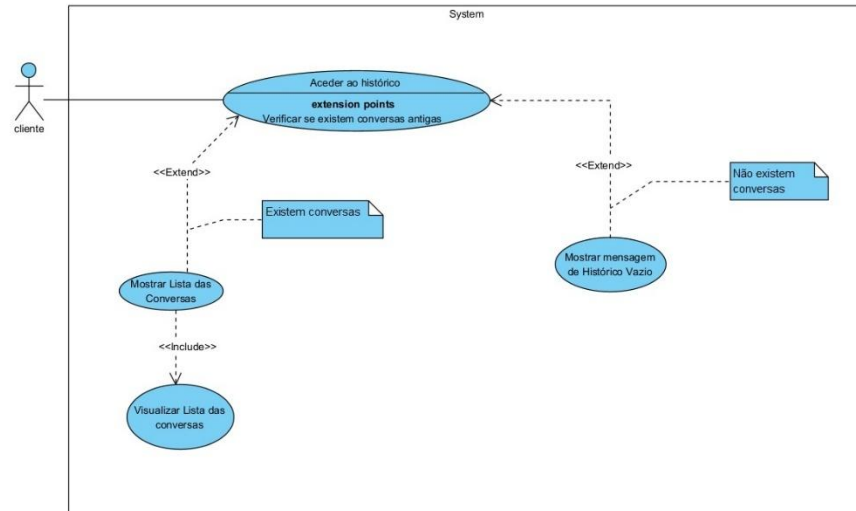 System
Aceder ao histórico
extension points
Verificar se existem conversas antigas
cliente
<<Extend>>
<<Extend>>
Não existem
conversas
Existem conversas
Mostrar mensagem
de Histórico Vazio
Mostrar Lista das
Conversas
<<Include>>
Visualizar Lista das
conversas